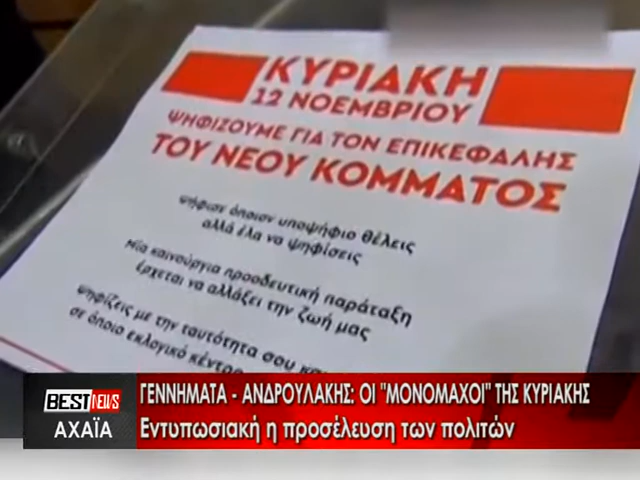 ΚΥΡΙΑΚΗ
12 ΝΟΕΜΒΡΙΟΥ
ΨΗΦΙΖΟΥΜΕ ΓΙΑ ΤΟΝ ΕΠΙΚΕΦΑΛΗΣ
ΤΟΥ ΝΕΟΥ ΚΟΜΜΑΤΟΣ
ψήφισε όποιον υποψήφιο θέλεις
αλλά έλα να ψηφίσεις
Μία καινούργια προοδευτική παράταξη
έρχεται να αλλάξει την ζωή μας
ψηφίζεις με την ταυτότητα σου
σε όποιο εκλογικό
BEST NEWS
ΑΧΑΪΑ
ΓΕΝΝΗΜΑΤΑ - ΑΝΔΡΟΥΛΑΚΗΣ: ΟΙ "ΜΟΝΟΜΑΧΟΙ" ΤΗΣ ΚΥΡΙΑΚΗΣ
Εντυπωσιακή η προσέλευση των πολιτών